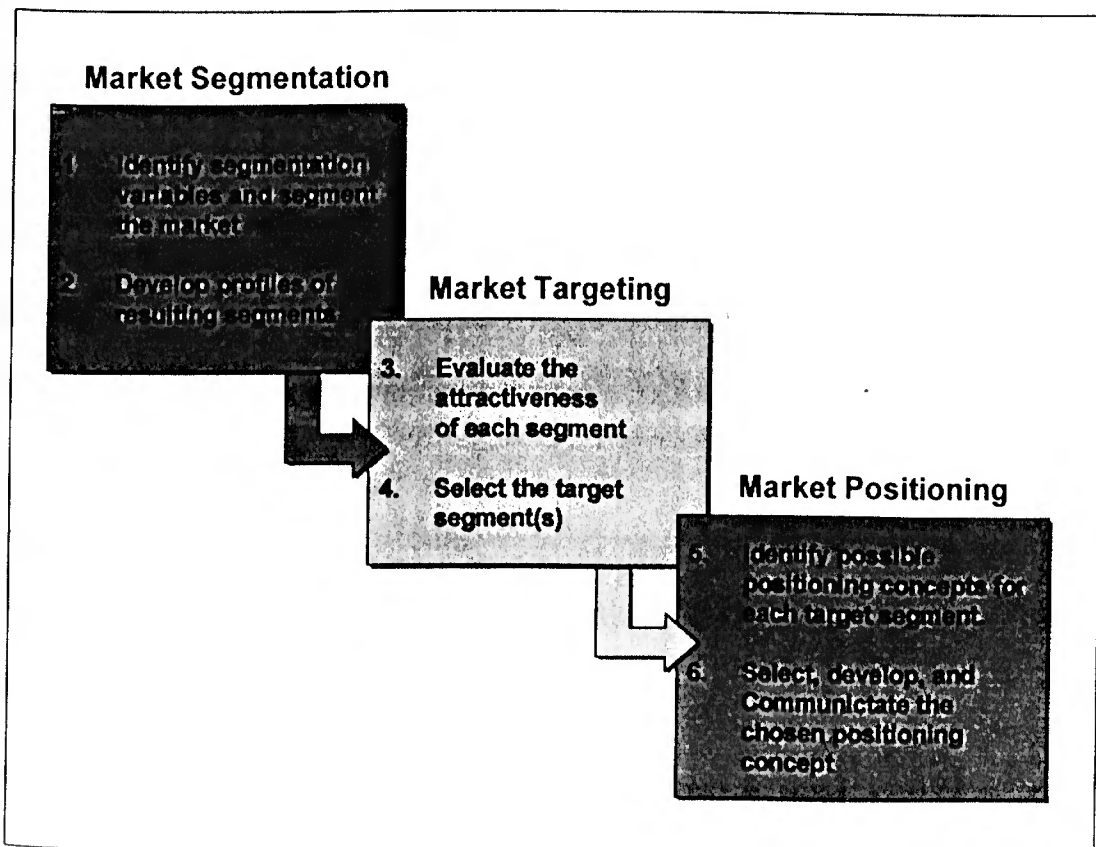 Market Segmentation
1. Identify segmentation
variables and segment
the market
2. Develop profiles of
resulting segments
Market Targeting
3. Evaluate the
attractiveness
of each segment
4. Select the target
segment(s)
Market Positioning
5. Identify possible
positioning concepts for
each target segment
6. Select, develop, and
Communictate the
chosen positioning
concept